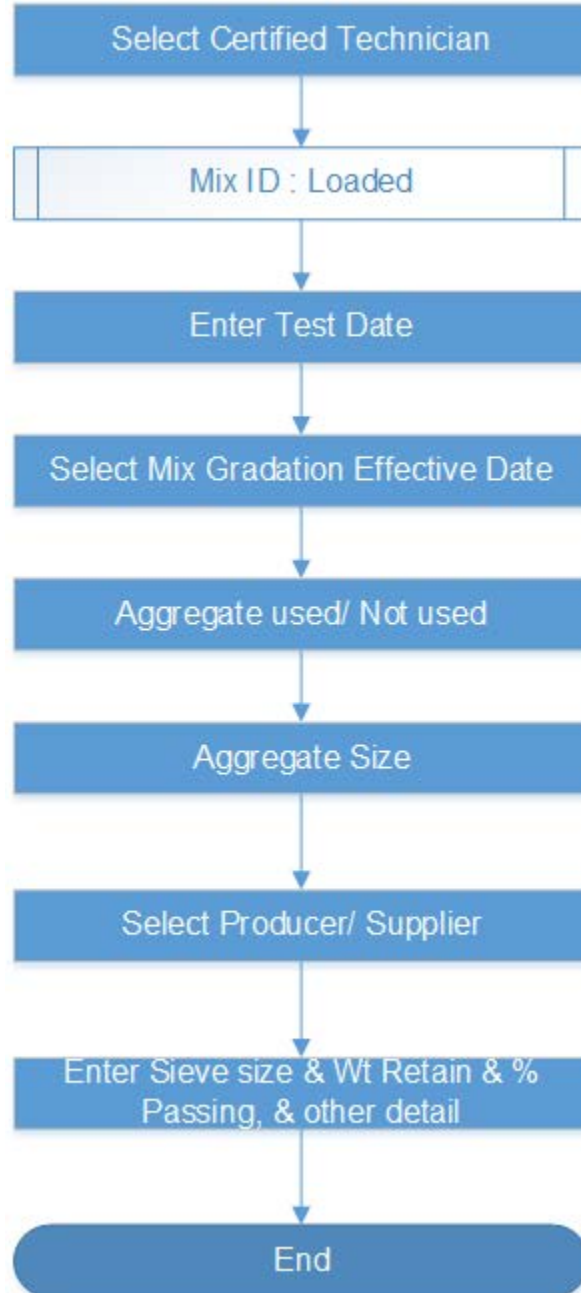 Select Certified Technician
Mix ID : Loaded
Enter Test Date
Select Mix Gradation Effective Date
Aggregate used/ Not used
Aggregate Size
Select Producer/ Supplier
Enter Sieve size & Wt Retain & %
Passing, & other detail
End